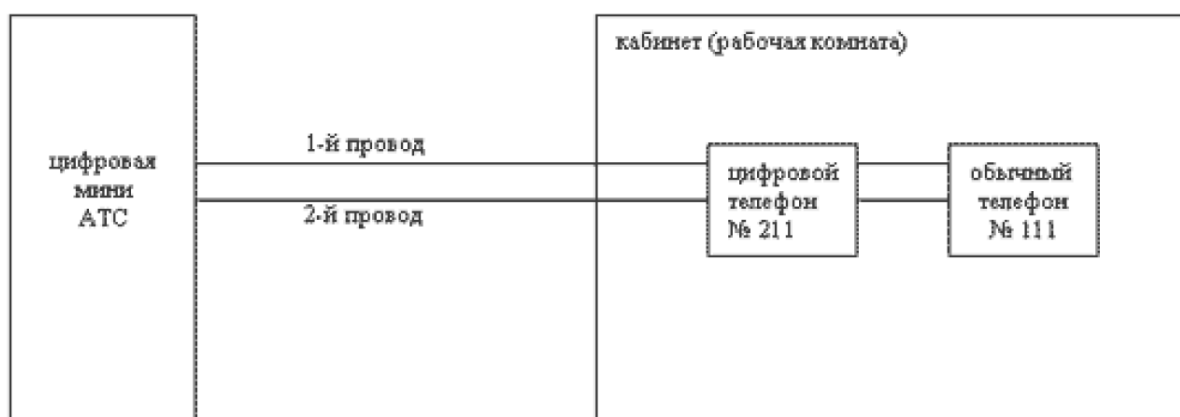 кабинет (рабочая комната)
1-й провод
цифровая
мини
АТС
2-й провод
цифровой
телефон
№ 211
обычный
телефон
№ 111